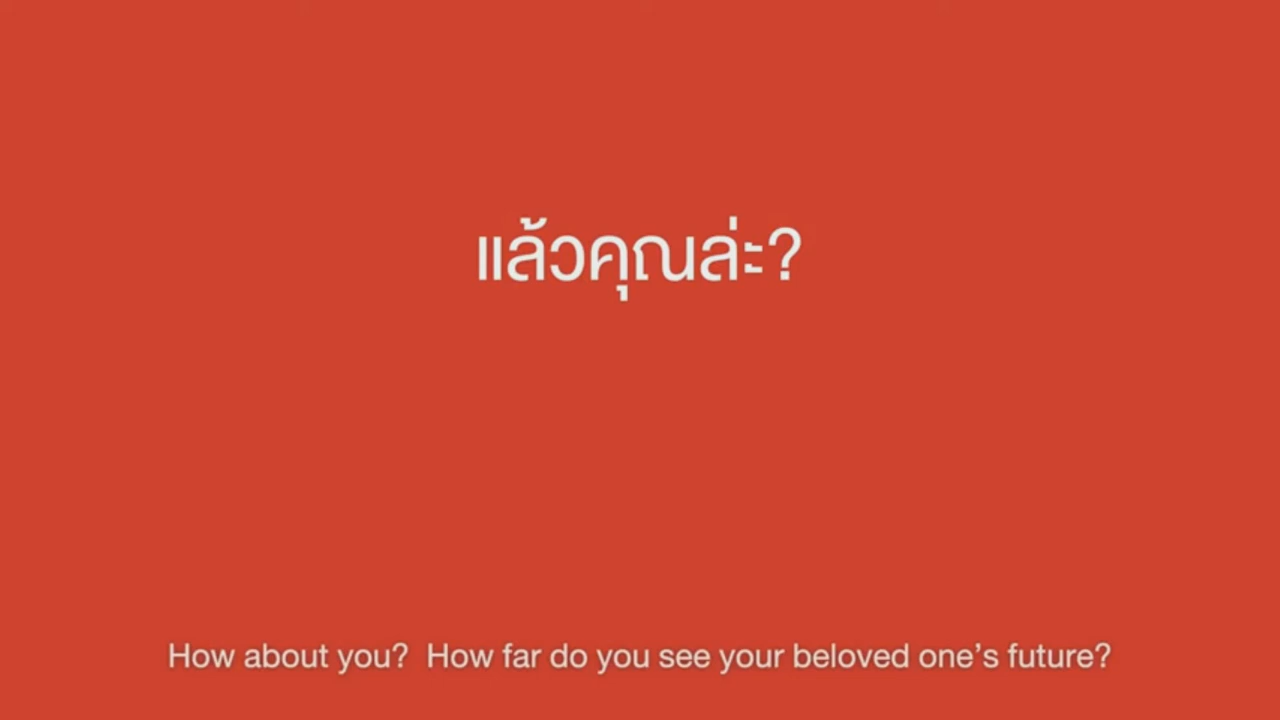 แล้วคุณล่ะ?
How about you?  How far do you see your beloved one’s future?